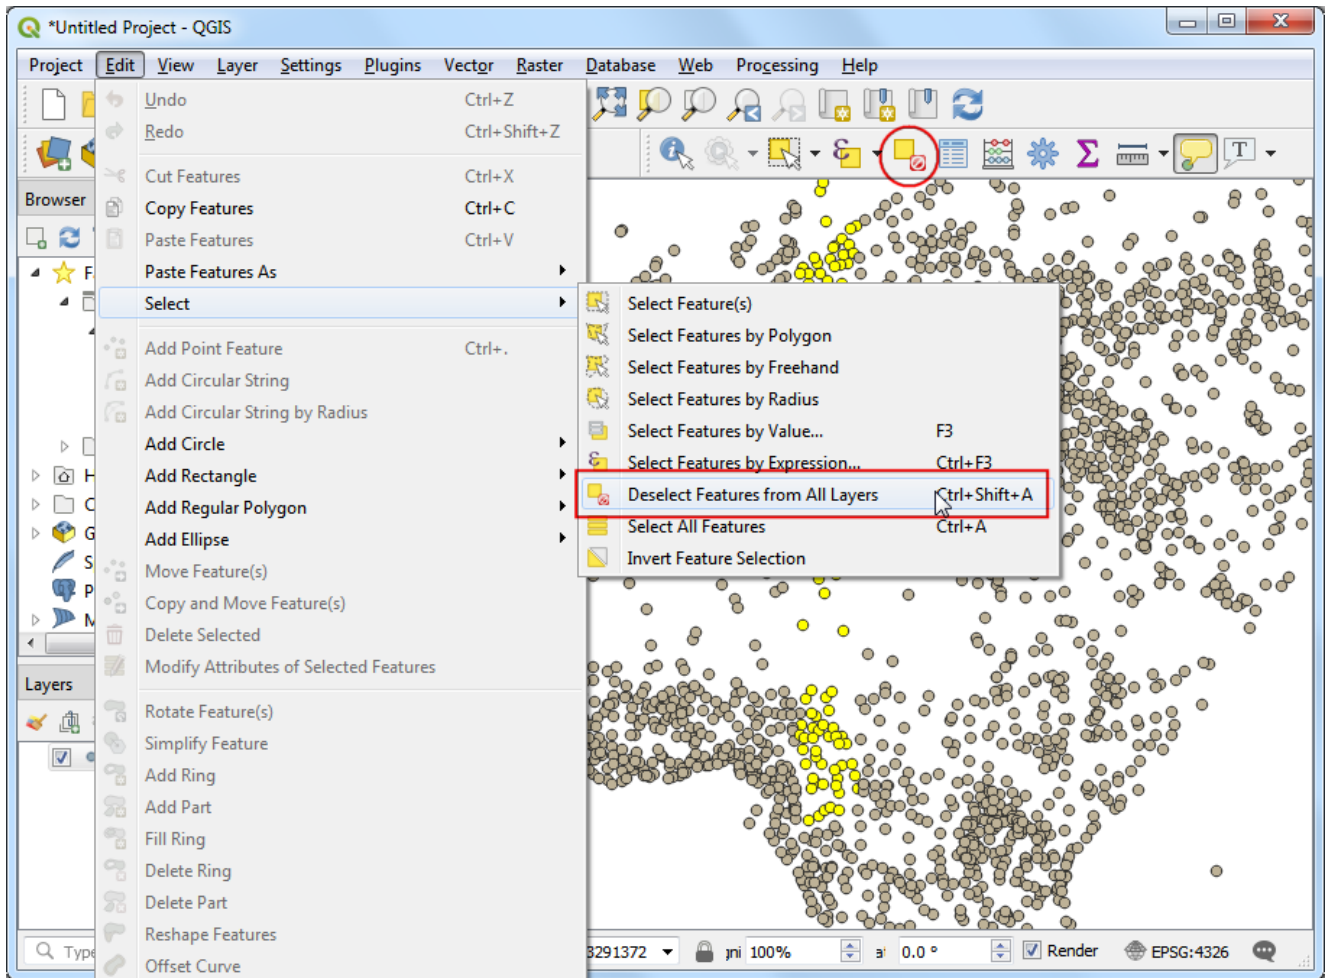 *Untitled Project - QGIS
Project Edit View Layer Settings Plugins Vector Raster Database Web Processing Help
Undo Ctrl+Z
Redo Ctrl+Shift+Z
Cut Features Ctrl+X
Browser
Copy Features Ctrl+C
Paste Features Ctrl+V
Paste Features As
F
Select
Select Feature(s)
Select Features by Polygon
Select Features by Freehand
Select Features by Radius
Select Features by Value... F3
Select Features by Expression... Ctrl+F3
Deselect Features from All Layers Ctrl+Shift+A
Select All Features Ctrl+A
Invert Feature Selection
Add Point Feature Ctrl+.
Add Circular String
Add Circular String by Radius
Add Circle
Add Rectangle
H
Add Regular Polygon
C
Add Ellipse
G
Move Feature(s)
S
Copy and Move Feature(s)
P
Delete Selected
M
Modify Attributes of Selected Features
Layers
Rotate Feature(s)
Simplify Feature
Add Ring
Add Part
Fill Ring
Delete Ring
Delete Part
Reshape Features
Offset Curve
Type
3291372 gni 100% at 0.0 ° Render EPSG:4326